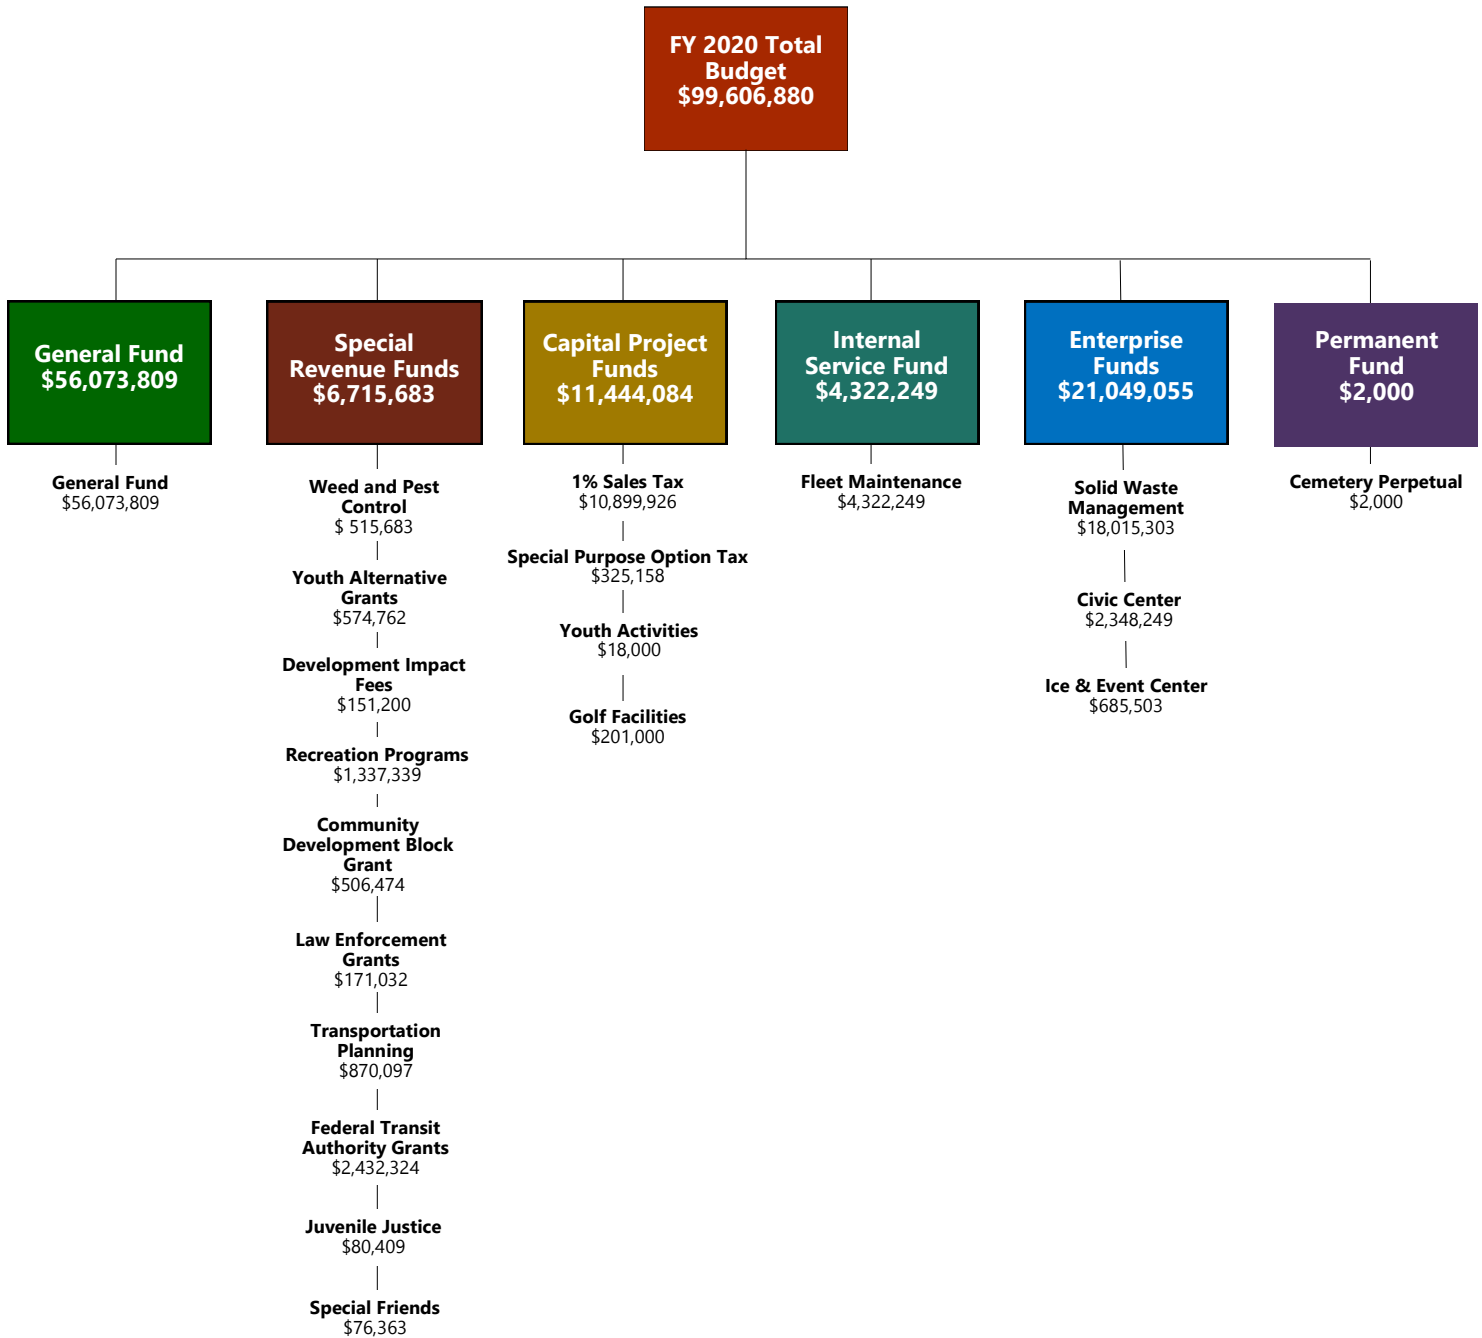 FY 2020 Total
Budget
$99,606,880
General Fund
$56,073,809
Special
Revenue Funds
$6,715,683
Capital Project
Funds
$11,444,084
Internal
Service Fund
$4,322,249
Enterprise
Funds
$21,049,055
Permanent
Fund
$2,000
General Fund
$56,073,809
Weed and Pest
Control
$ 515,683
Youth Alternative
Grants
$574,762
Development Impact
Fees
$151,200
Recreation Programs
$1,337,339
Community
Development Block
Grant
$506,474
Law Enforcement
Grants
$171,032
Transportation
Planning
$870,097
Federal Transit
Authority Grants
$2,432,324
Juvenile Justice
$80,409
Special Friends
$76,363
1% Sales Tax
$10,899,926
Special Purpose Option Tax
$325,158
Youth Activities
$18,000
Golf Facilities
$201,000
Fleet Maintenance
$4,322,249
Solid Waste
Management
$18,015,303
Civic Center
$2,348,249
Ice & Event Center
$685,503
Cemetery Perpetual
$2,000